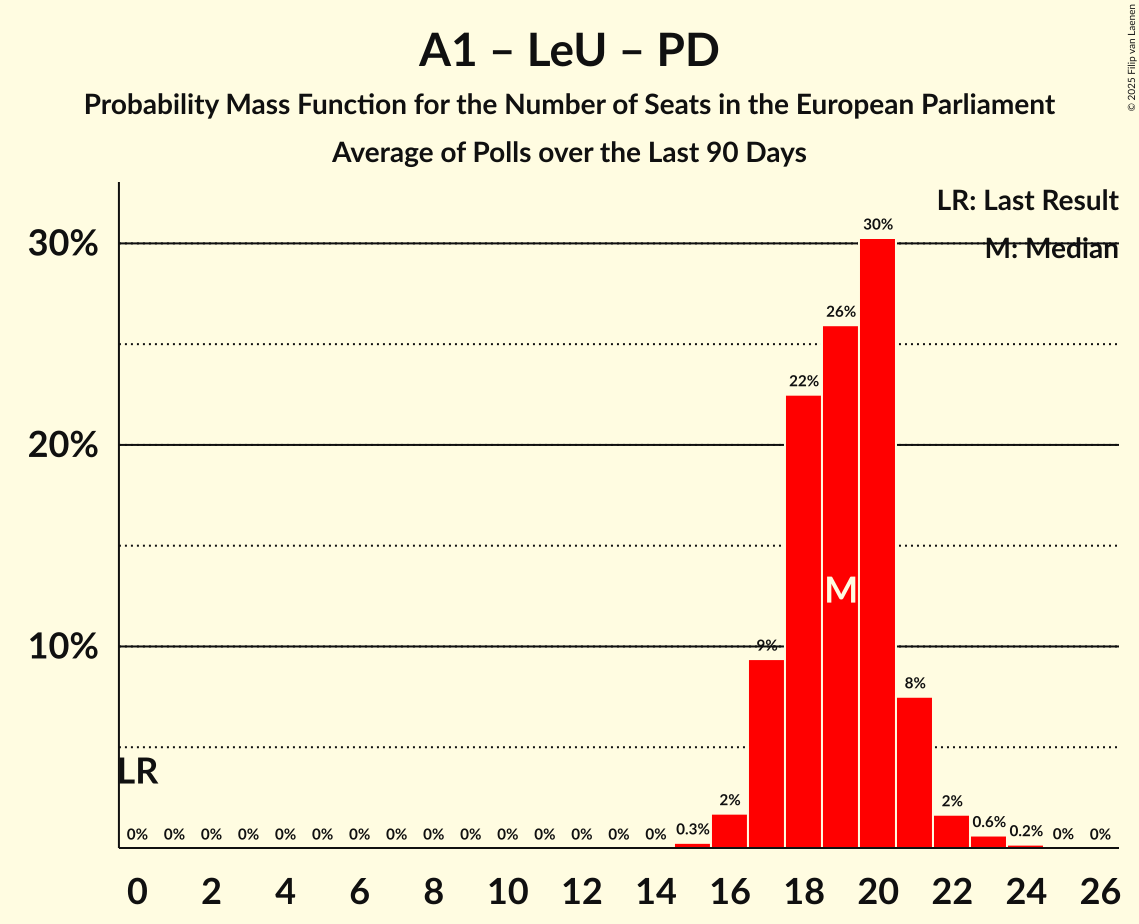 A1 – LeU – PD
Probability Mass Function for the Number of Seats in the European Parliament
Average of Polls over the Last 90 Days
© 2025 Filip van Laenen
LR: Last Result
M: Median
30%
20%
10%
30%
26%
22%
9%
8%
2%
2%
0.3%
0.6%
0.2%
M
LR
0% 0% 0% 0% 0% 0% 0% 0% 0% 0% 0% 0% 0% 0% 0% 0% 0%
0 2 4 6 8 10 12 14 16 18 20 22 24 26